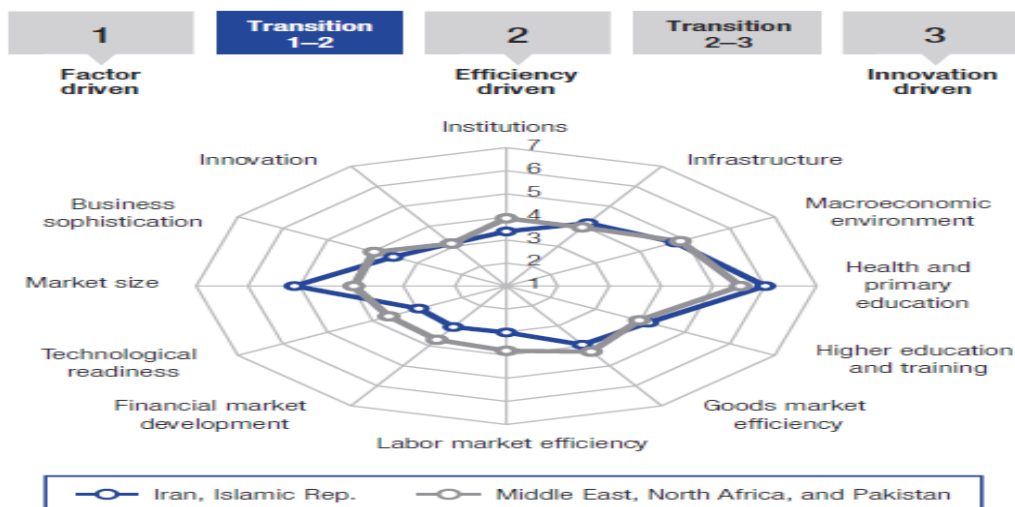 1
Transition
1–2
2
Transition
2–3
3
Factor
driven
Efficiency
driven
Innovation
driven
Institutions
Innovation
Infrastructure
Business
sophistication
Macroeconomic
environment
Market size
Health and
primary
education
Technological
readiness
Higher education
and training
Financial market
development
Goods market
efficiency
Labor market efficiency
7
6
5
4
3
2
1
Iran, Islamic Rep.
Middle East, North Africa, and Pakistan